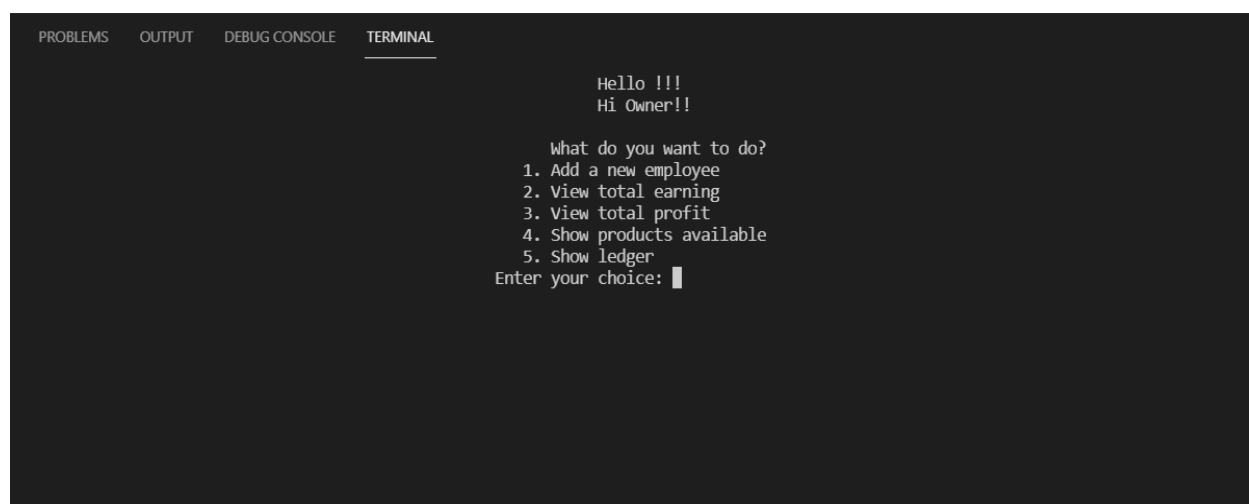 PROBLEMS OUTPUT DEBUG CONSOLE TERMINAL
Hello !!!
Hi Owner!!
What do you want to do?
1. Add a new employee
2. View total earning
3. View total profit
4. Show products available
5. Show ledger
Enter your choice: